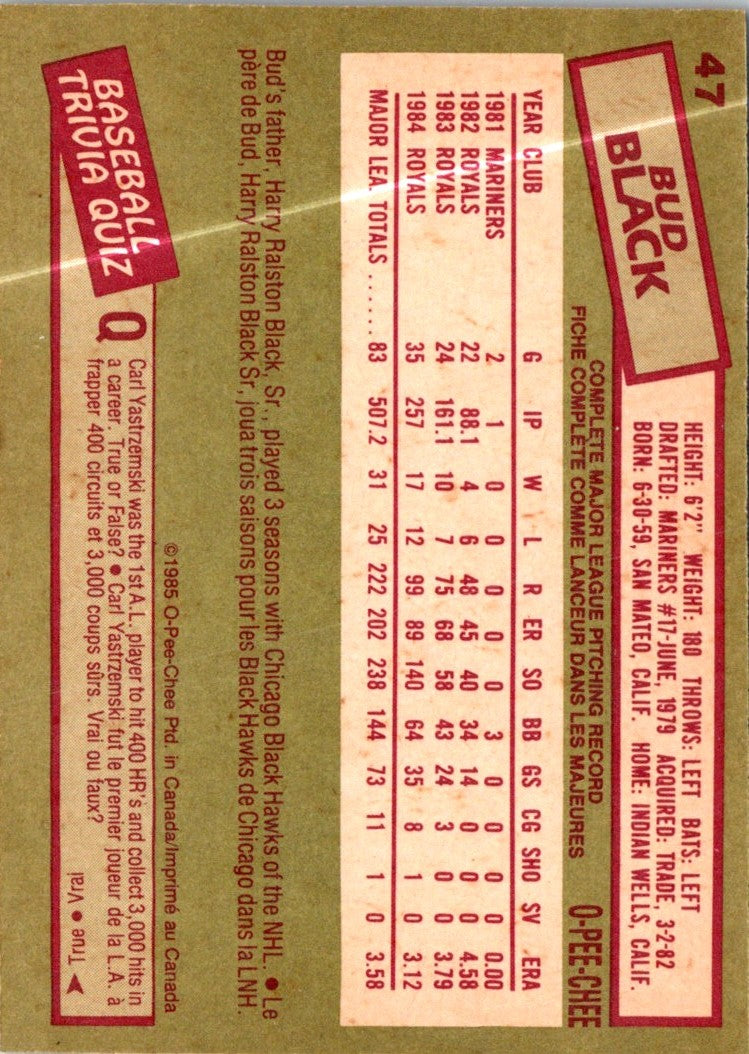 47
BUD
BLACK
HEIGHT: 6'2" WEIGHT: 180 THROWS: LEFT BATS: LEFT
DRAFTED: MARINERS #17-JUNE, 1979 ACQUIRED: TRADE, 3-2-82
BORN: 6-30-59, SAN MATEO, CALIF. HOME: INDIAN WELLS, CALIF.
COMPLETE MAJOR LEAGUE PITCHING RECORD
FICHE COMPLÈTE COMME LANCEUR DANS LES MAJEURES
O-PEE-CHEE
YEAR CLUB G IP W L R ER SO BB GS CG SHO SV ERA
1981 MARINERS 2 1 0 0 0 0 0 3 0 0 0 0 0.00
1982 ROYALS 22 88.1 4 6 48 45 40 34 14 0 0 0 4.58
1983 ROYALS 24 161.1 10 7 75 68 58 43 24 3 0 0 3.79
1984 ROYALS 35 257 17 12 99 89 140 64 35 8 1 0 3.12
MAJOR LEA. TOTALS ...... 83 507.2 31 25 222 202 238 144 73 11 1 0 3.58
Bud's father, Harry Ralston Black, Sr., played 3 seasons with Chicago Black Hawks of the NHL. • Le
père de Bud, Harry Ralston Black Sr, joua trois saisons pour les Black Hawks de Chicago dans la LNH.
©1985 O-Pee-Chee Ptd. in Canada/Imprimé au Canada
BASEBALL
TRIVIA QUIZ
Q
Carl Yastrzemski was the 1st A.L. player to hit 400 HR's and collect 3,000 hits in
a career. True or False? • Carl Yastrzemski fut le premier joueur de la L.A. à
frapper 400 circuits et 3,000 coups sûrs. Vrai ou faux?
True
Vrai •